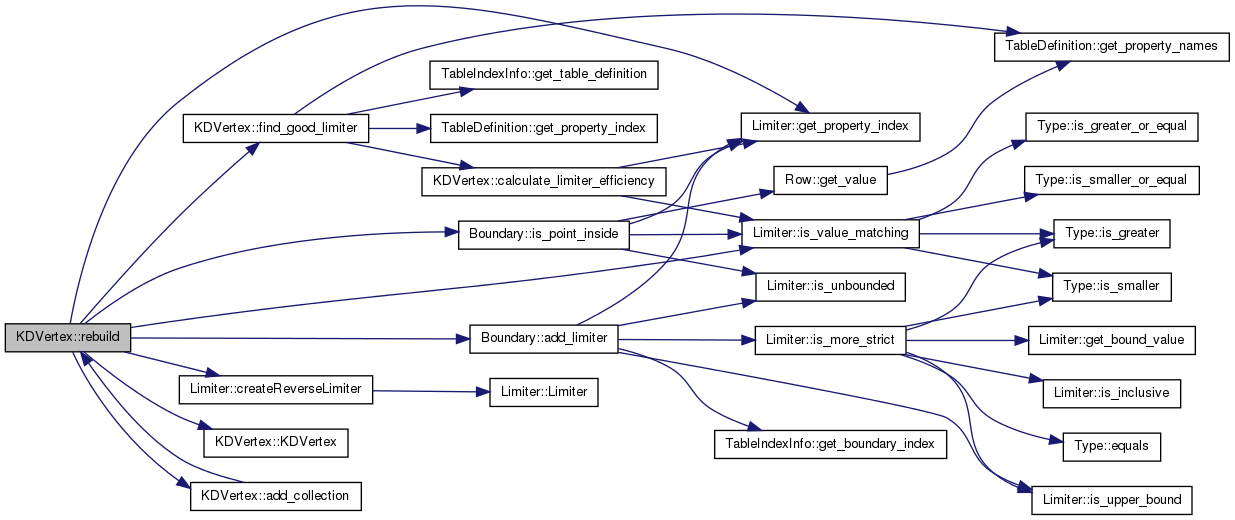 TableDefinition::get_property_names
TableIndexInfo::get_table_definition
KDVertex::find_good_limiter
TableDefinition::get_property_index
Limiter::get_property_index
Type::is_greater_or_equal
KDVertex::calculate_limiter_efficiency
Row::get_value
Type::is_smaller_or_equal
Boundary::is_point_inside
Limiter::is_value_matching
Type::is_greater
Limiter::is_unbounded
Type::is_smaller
KDVertex::rebuild
Boundary::add_limiter
Limiter::is_more_strict
Limiter::get_bound_value
Limiter::createReverseLimiter
Limiter::Limiter
Limiter::is_inclusive
KDVertex::KDVertex
TableIndexInfo::get_boundary_index
Type::equals
KDVertex::add_collection
Limiter::is_upper_bound